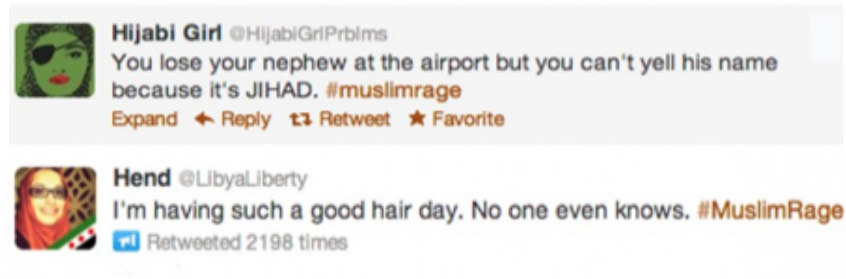 Hijabi Girl @HijabiGrlPrblms
You lose your nephew at the airport but you can't yell his name
because it's JIHAD. #muslimrage
Expand Reply Retweet Favorite
Hend @LibyaLiberty
I'm having such a good hair day. No one even knows. #MuslimRage
Retweeted 2198 times